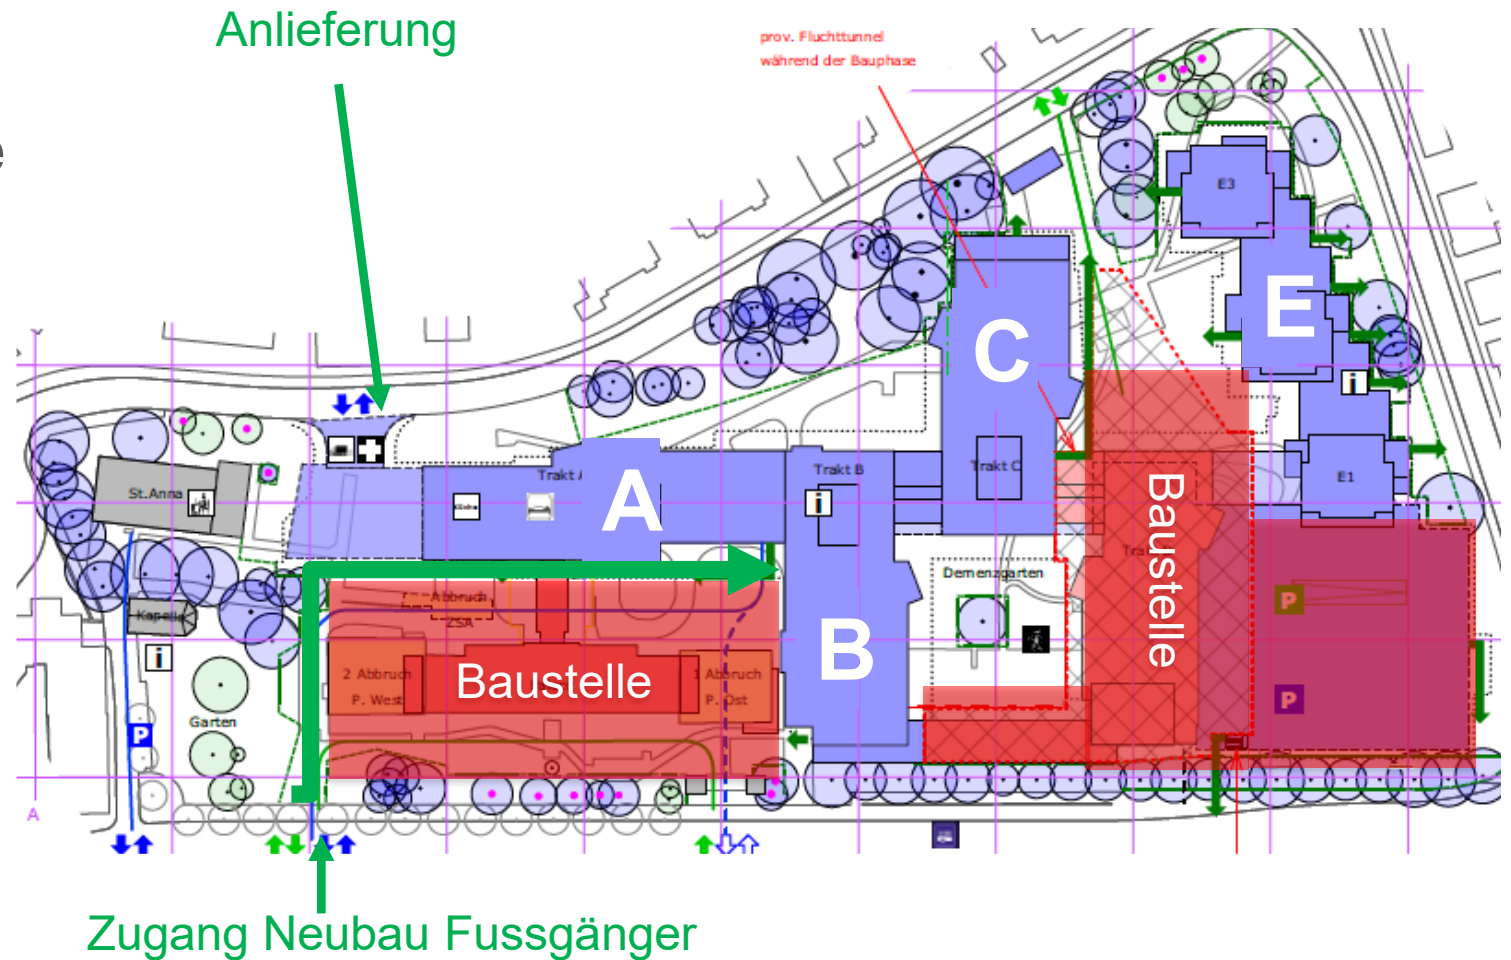 Anlieferung
prov. Fluchttunnel
während der Bauphase
e
E3
E
C
i
St.Anna
Trakt A
A
Trakt B
i
Trakt C
E1
Küche
Baustelle
Demenzgarten
Kapelle
i
Abbruch
ZSA
P
2 Abbruch
P. West
Baustelle
1 Abbruch
P. Ost
B
P
Garten
P
A
Zugang Neubau Fussgänger